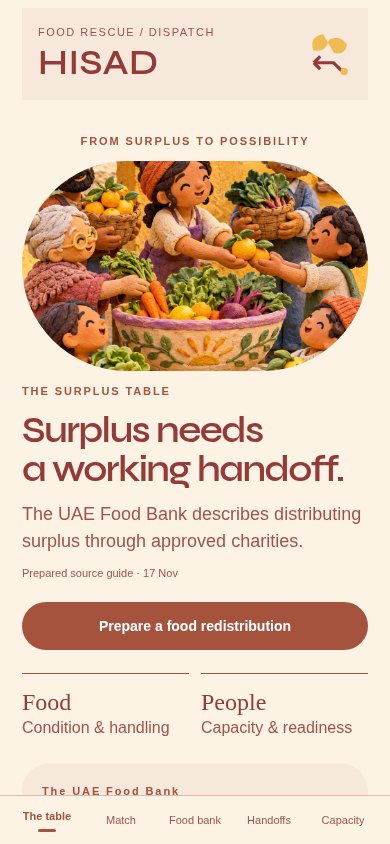 FOOD RESCUE / DISPATCH
HISAD
FROM SURPLUS TO POSSIBILITY
THE SURPLUS TABLE
Surplus needs
a working handoff.
The UAE Food Bank describes distributing
surplus through approved charities.
Prepared source guide · 17 Nov
Prepare a food redistribution
Food
Condition & handling
People
Capacity & readiness
The UAE Food Bank
The table
Match
Food bank
Handoffs
Capacity